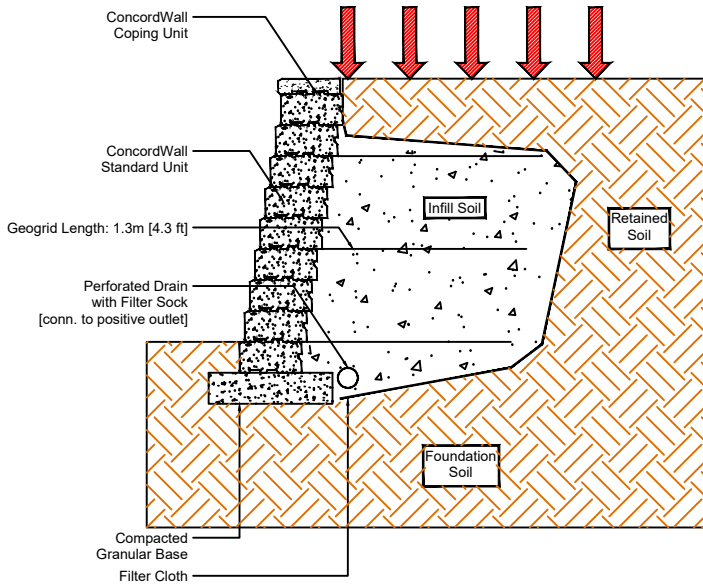 ConcordWall
Coping Unit
ConcordWall
Standard Unit
Infill Soil
Retained
Soil
Geogrid Length: 1.3m [4.3 ft]
Perforated Drain
with Filter Sock
[conn. to positive outlet]
Foundation
Soil
Compacted
Granular Base
Filter Cloth